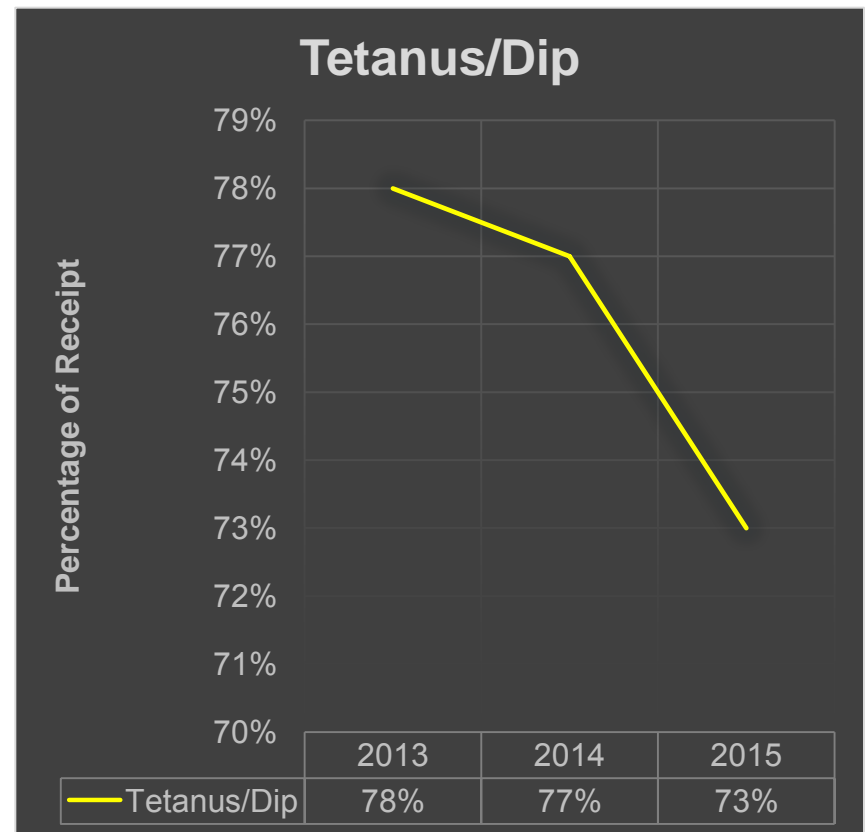 Tetanus/Dip
79%
78%
77%
76%
75%
74%
73%
72%
71%
70%
Percentage of Receipt
2013 2014 2015
Tetanus/Dip 78% 77% 73%